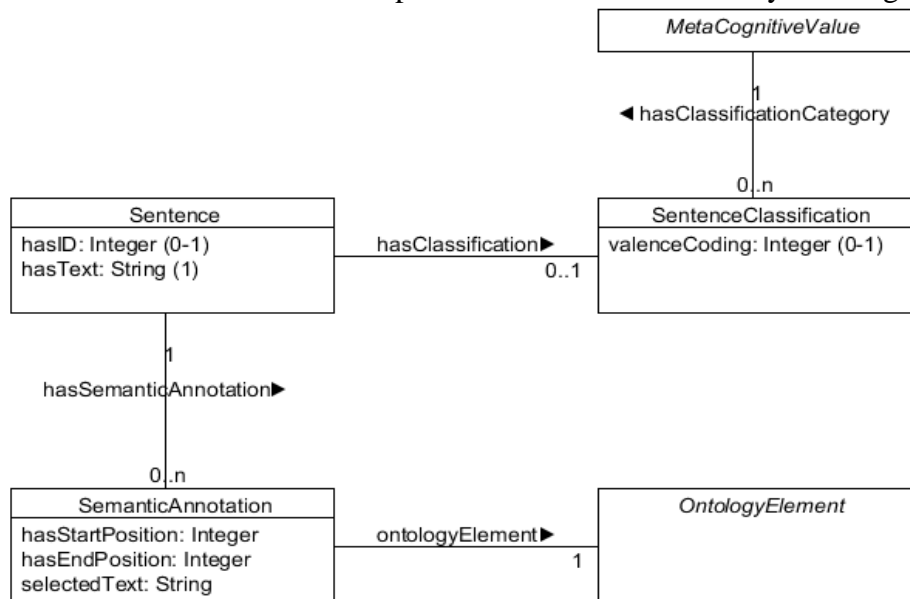 MetaCognitiveValue
1
◄ hasClassificationCategory
0..n
Sentence
hasID: Integer (0-1)
hasText: String (1)
hasClassification►
0..1
SentenceClassification
valenceCoding: Integer (0-1)
1
hasSemanticAnnotation►
0..n
SemanticAnnotation
hasStartPosition: Integer
hasEndPosition: Integer
selectedText: String
ontologyElement►
1
OntologyElement